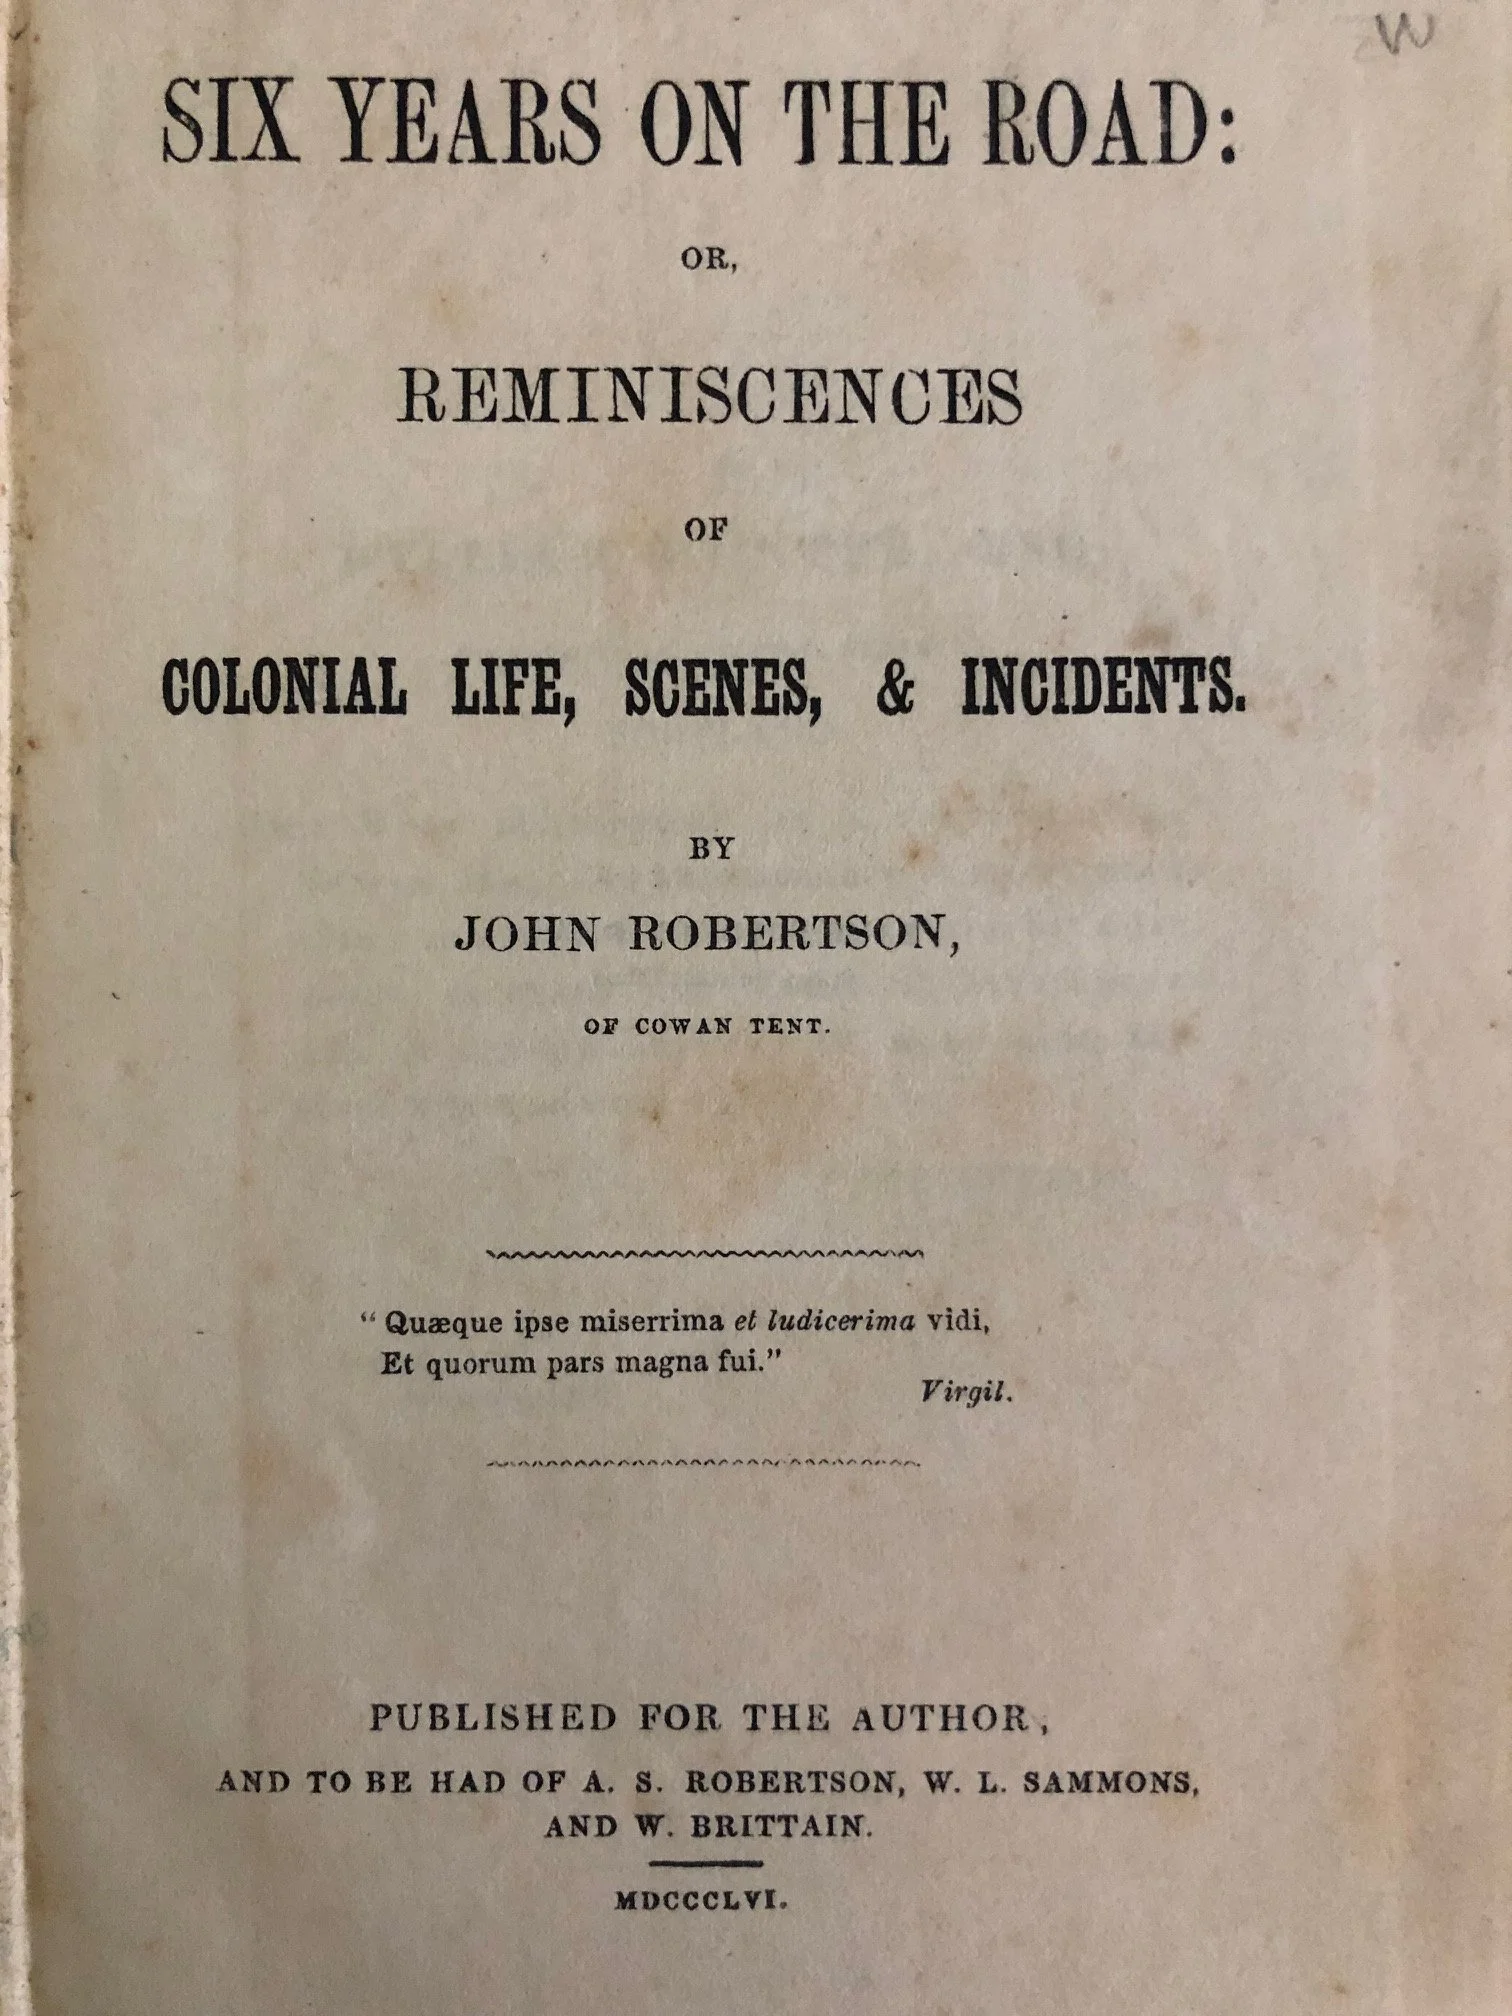 W
SIX YEARS ON THE ROAD:
OR,
REMINISCENCES
OF
COLONIAL LIFE, SCENES, & INCIDENTS.
BY
JOHN ROBERTSON,
OF COWAN TENT.
“Quæque ipse miserrima et ludicerima vidi,
Et quorum pars magna fui.”
Virgil.
PUBLISHED FOR THE AUTHOR,
AND TO BE HAD OF A. S. ROBERTSON, W. L. SAMMONS,
AND W. BRITTAIN.
MDCCCLVI.